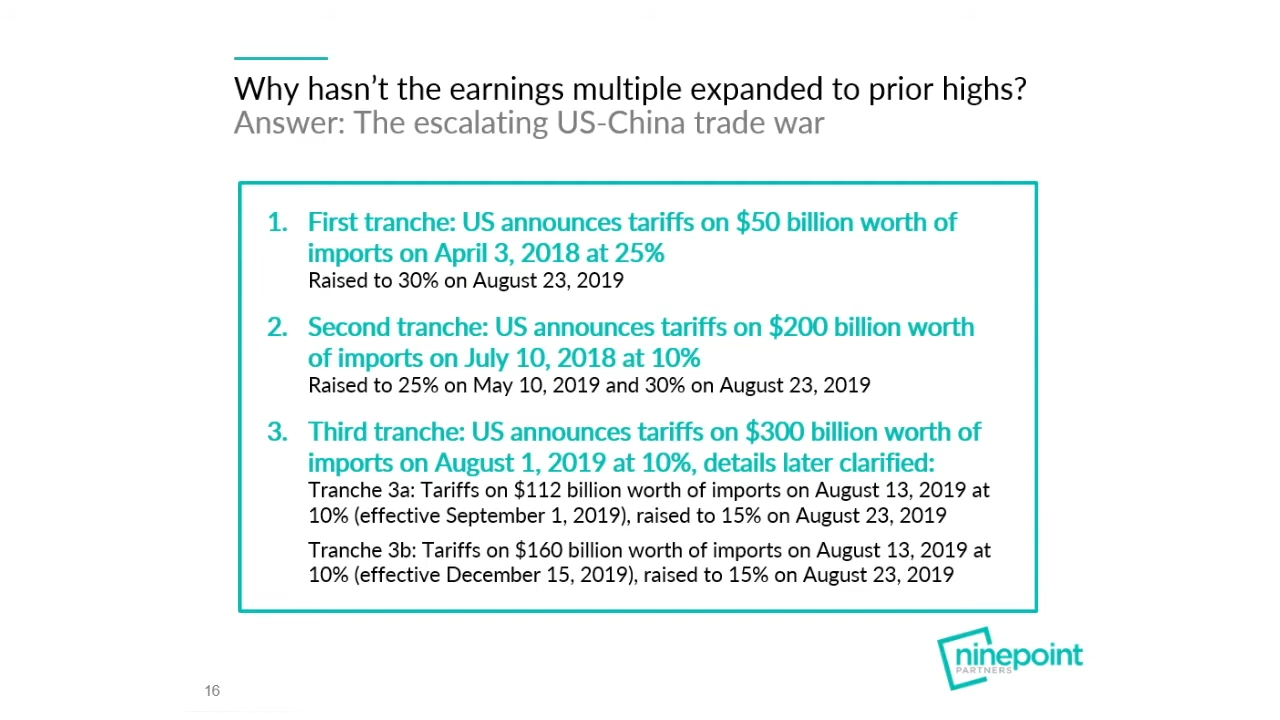 Why hasn't the earnings multiple expanded to prior highs?
Answer: The escalating US-China trade war
1. First tranche: US announces tariffs on $50 billion worth of
imports on April 3, 2018 at 25%
Raised to 30% on August 23, 2019
2. Second tranche: US announces tariffs on $200 billion worth
of imports on July 10, 2018 at 10%
Raised to 25% on May 10, 2019 and 30% on August 23, 2019
3. Third tranche: US announces tariffs on $300 billion worth of
imports on August 1, 2019 at 10%, details later clarified:
Tranche 3a: Tariffs on $112 billion worth of imports on August 13, 2019 at
10% (effective September 1, 2019), raised to 15% on August 23, 2019
Tranche 3b: Tariffs on $160 billion worth of imports on August 13, 2019 at
10% (effective December 15, 2019), raised to 15% on August 23, 2019
ninepoint
PARTNERS
16